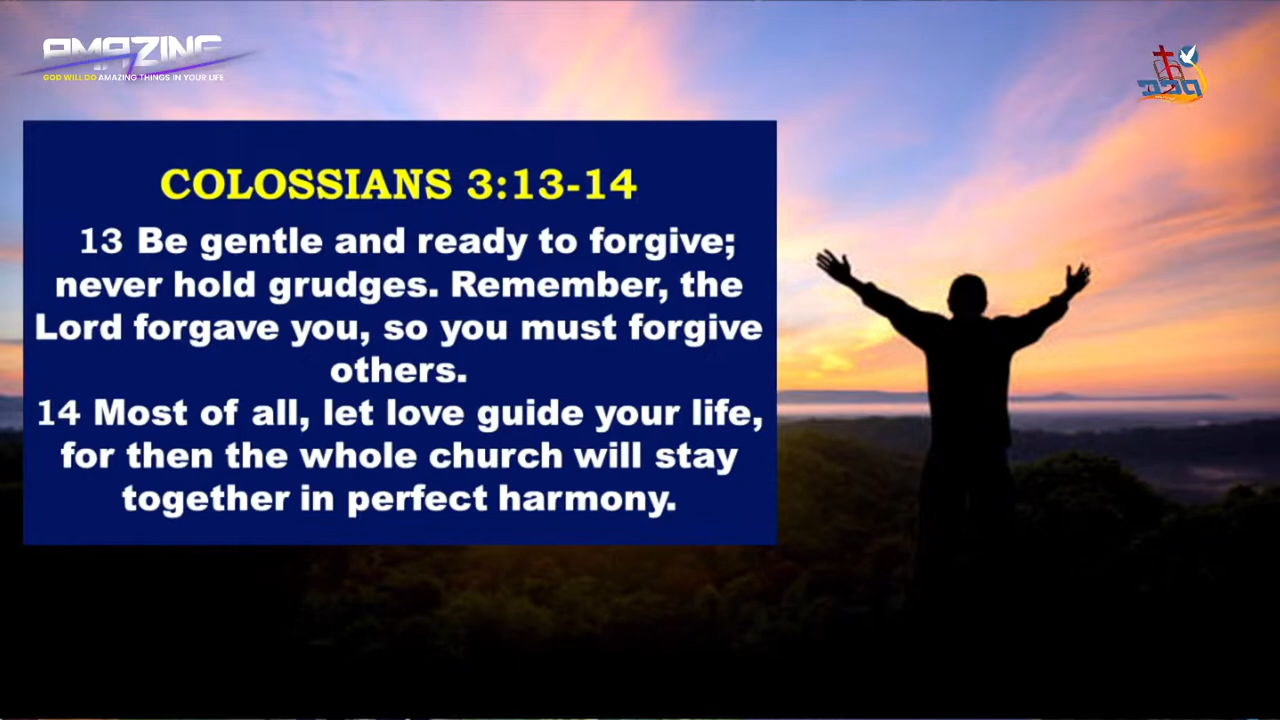 AMAZING
GOD WILL DO AMAZING THINGS IN YOUR LIFE
COLOSSIANS 3:13-14
13 Be gentle and ready to forgive;
never hold grudges. Remember, the
Lord forgave you, so you must forgive
others.
14 Most of all, let love guide your life,
for then the whole church will stay
together in perfect harmony.